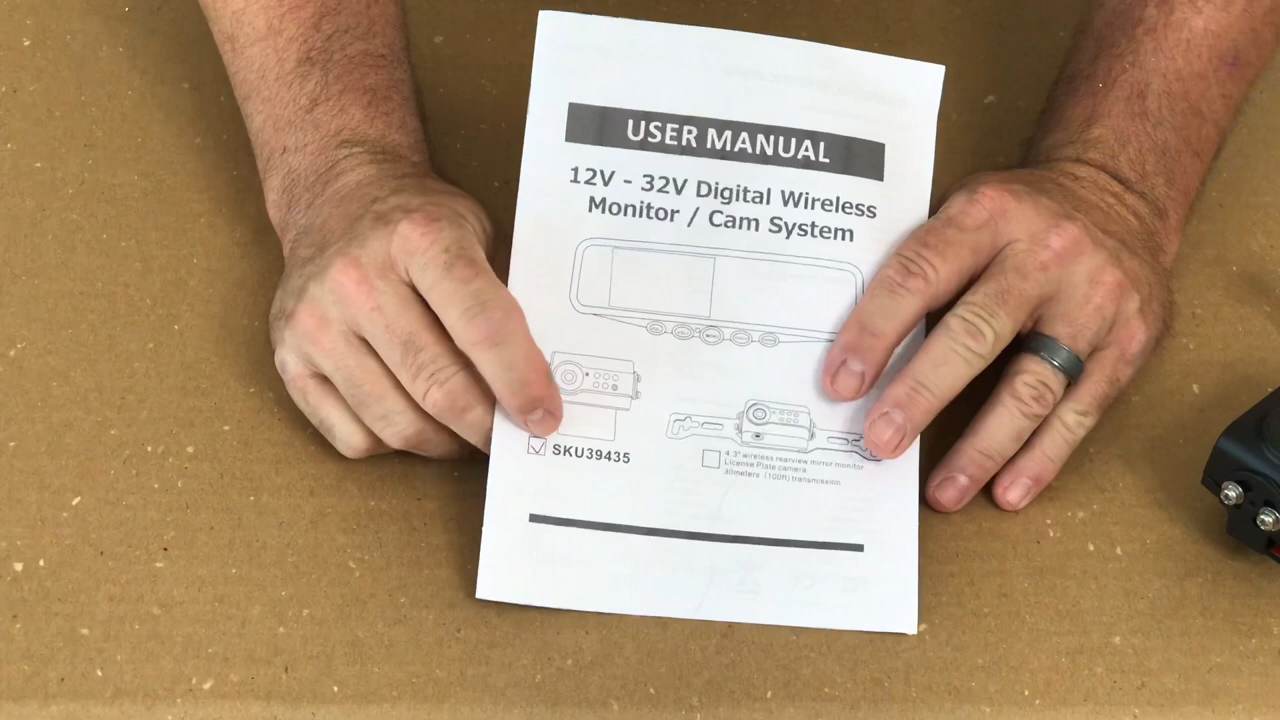 USER MANUAL
12V - 32V Digital Wireless
Monitor / Cam System
MENU
SKU39435
4.3" wireless rearview mirror monitor
License Plate camera
30meters (100ft) transmission